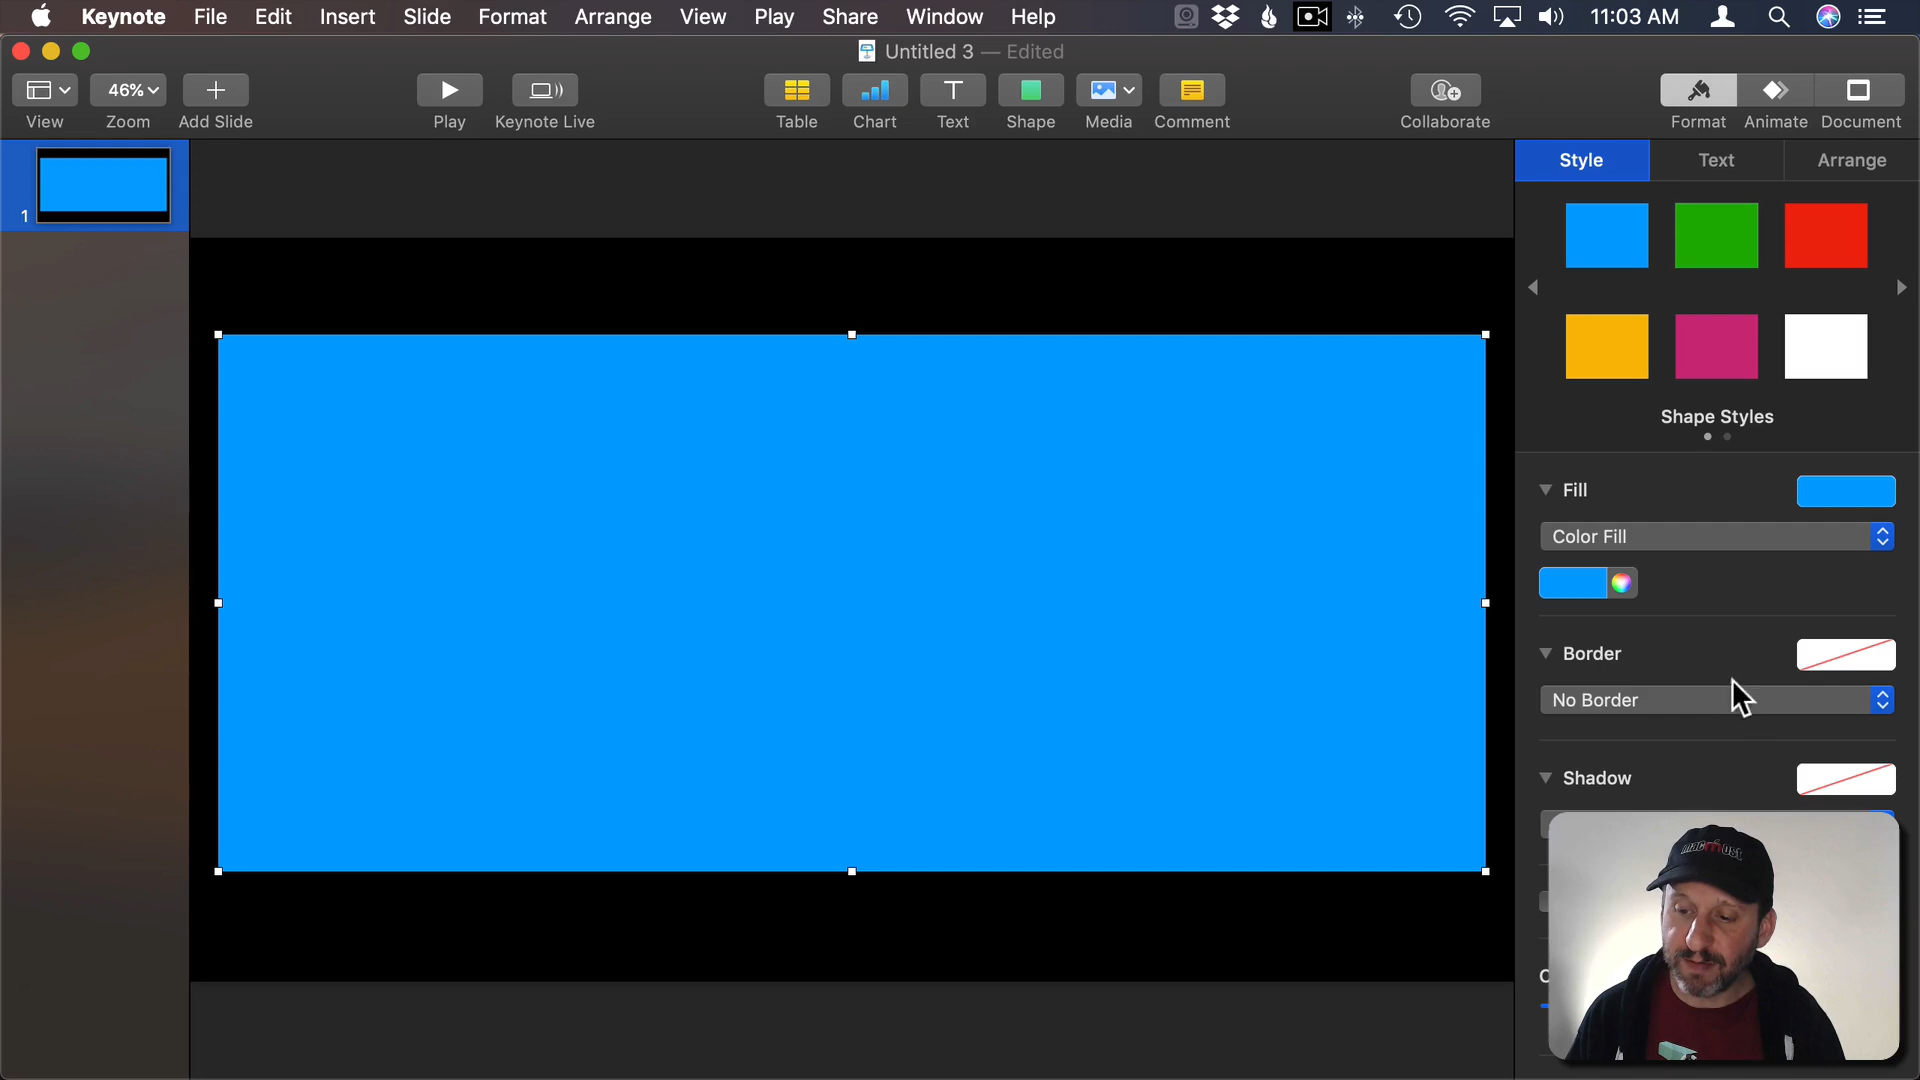 Keynote File Edit Insert Slide Format Arrange View Play Share Window Help 11:03 AM
Untitled 3 — Edited
46%
View Zoom Add Slide Play Keynote Live Table Chart Text Shape Media Comment Collaborate Format Animate Document
Style Text Arrange
1
Shape Styles
Fill
Color Fill
Border
No Border
Shadow
macmost